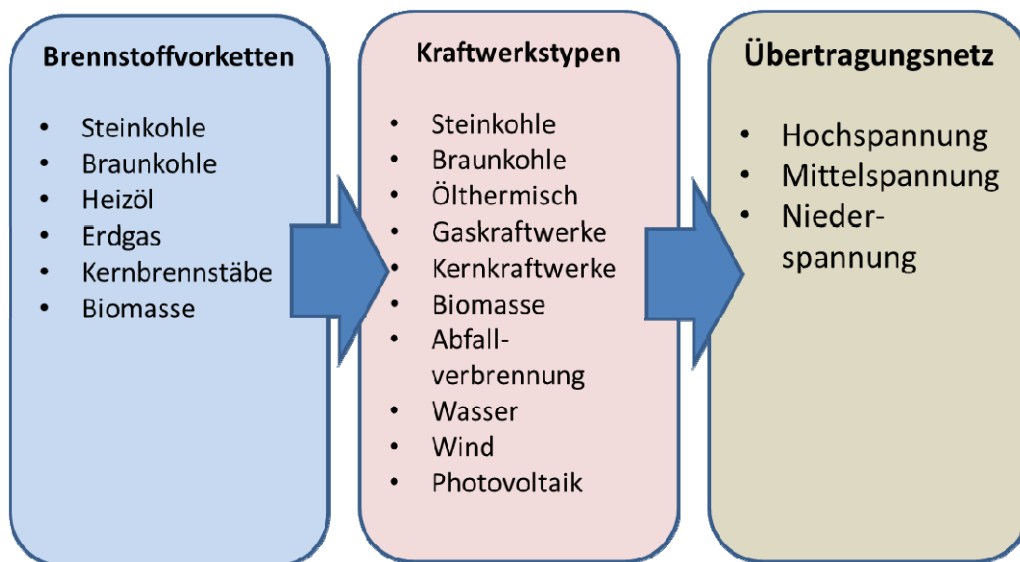 Brennstoffvorketten
• Steinkohle
• Braunkohle
• Heizöl
• Erdgas
• Kernbrennstäbe
• Biomasse
Kraftwerkstypen
• Steinkohle
• Braunkohle
• Ölthermisch
• Gaskraftwerke
• Kernkraftwerke
• Biomasse
• Abfall-
verbrennung
• Wasser
• Wind
• Photovoltaik
Übertragungsnetz
• Hochspannung
• Mittelspannung
• Nieder-
spannung